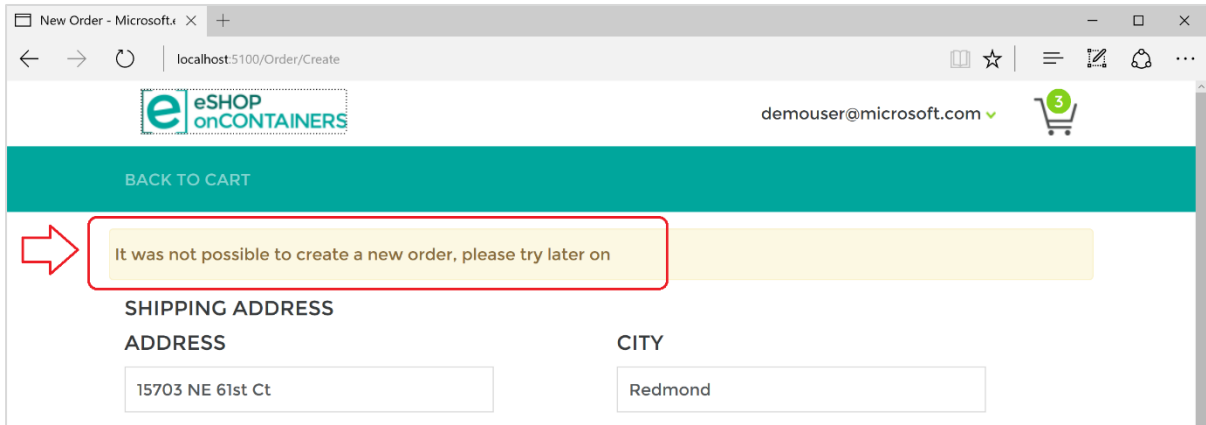 New Order - Microsoft.e
localhost:5100/Order/Create
eSHOP
onCONTAINERS
demouser@microsoft.com
3
BACK TO CART
It was not possible to create a new order, please try later on
SHIPPING ADDRESS
ADDRESS
CITY
15703 NE 61st Ct
Redmond